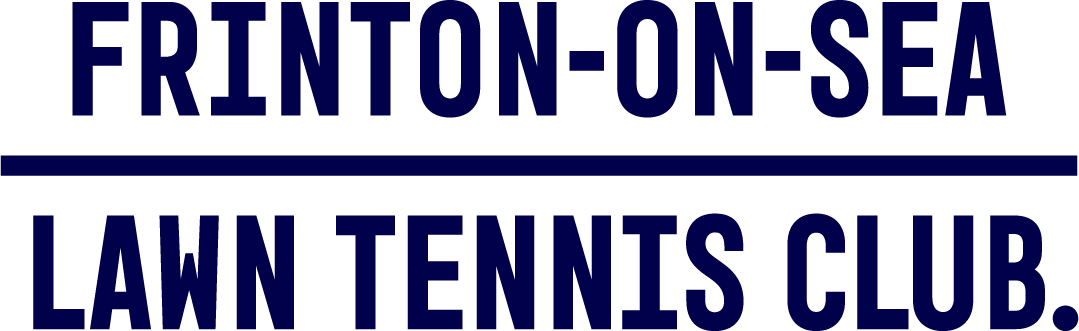 FRINTON-ON-SEA
LAWN TENNIS CLUB.